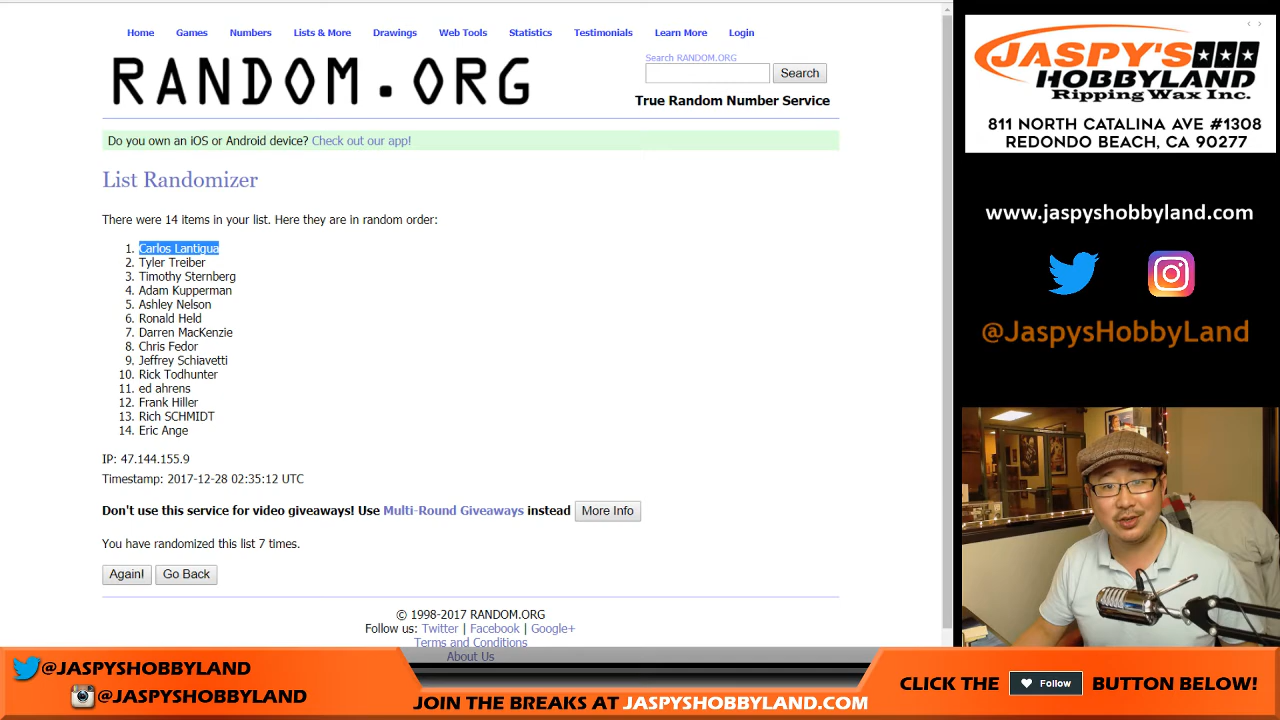 Home Games Numbers Lists & More Drawings Web Tools Statistics Testimonials Learn More Login
RANDOM.ORG
Search RANDOM.ORG
Search
True Random Number Service
Do you own an iOS or Android device? Check out our app!
List Randomizer
There were 14 items in your list. Here they are in random order:
1. Carlos Lantigua
2. Tyler Treiber
3. Timothy Sternberg
4. Adam Kupperman
5. Ashley Nelson
6. Ronald Held
7. Darren MacKenzie
8. Chris Fedor
9. Jeffrey Schiavetti
10. Rick Todhunter
11. ed ahrens
12. Frank Hiller
13. Rich SCHMIDT
14. Eric Ange
IP: 47.144.155.9
Timestamp: 2017-12-28 02:35:12 UTC
Don't use this service for video giveaways! Use Multi-Round Giveaways instead More Info
You have randomized this list 7 times.
Again! Go Back
© 1998-2017 RANDOM.ORG
Follow us: Twitter | Facebook | Google+
Terms and Conditions
About Us
JASPY'S
HOBBYLAND
Ripping Wax Inc.
811 NORTH CATALINA AVE #1308
REDONDO BEACH, CA 90277
www.jaspyshobbyland.com
@JaspysHobbyLand
@JASPYSHOBBYLAND
@JASPYSHOBBYLAND
JOIN THE BREAKS AT JASPYSHOBBYLAND.COM
CLICK THE Follow BUTTON BELOW!